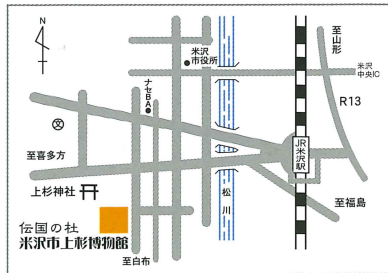 N
至山形
米沢
市役所
米沢
中央IC
ナセBA
R13
文
JR米沢駅
至喜多方
上杉神社
松川
至福島
伝国の杜
米沢市上杉博物館
至白布